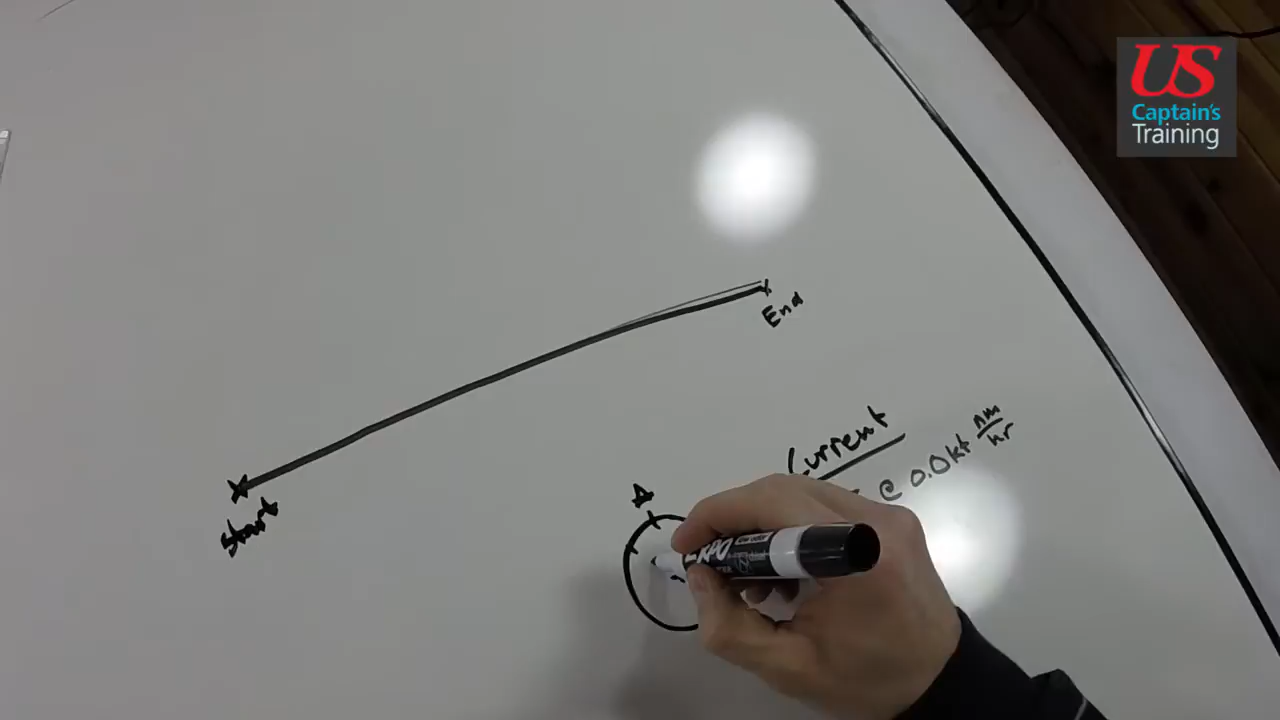 US
Captain's
Training
End
Current
@ 0.0kt nm/hr
Start
EXPO